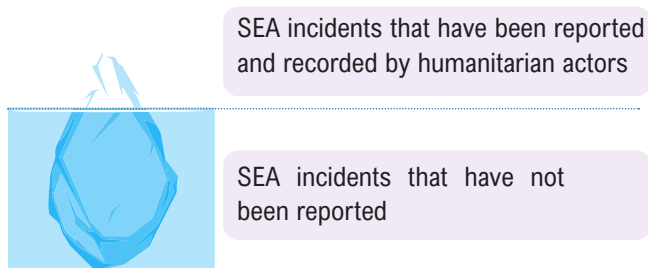 SEA incidents that have been reported
and recorded by humanitarian actors
SEA incidents that have not
been reported